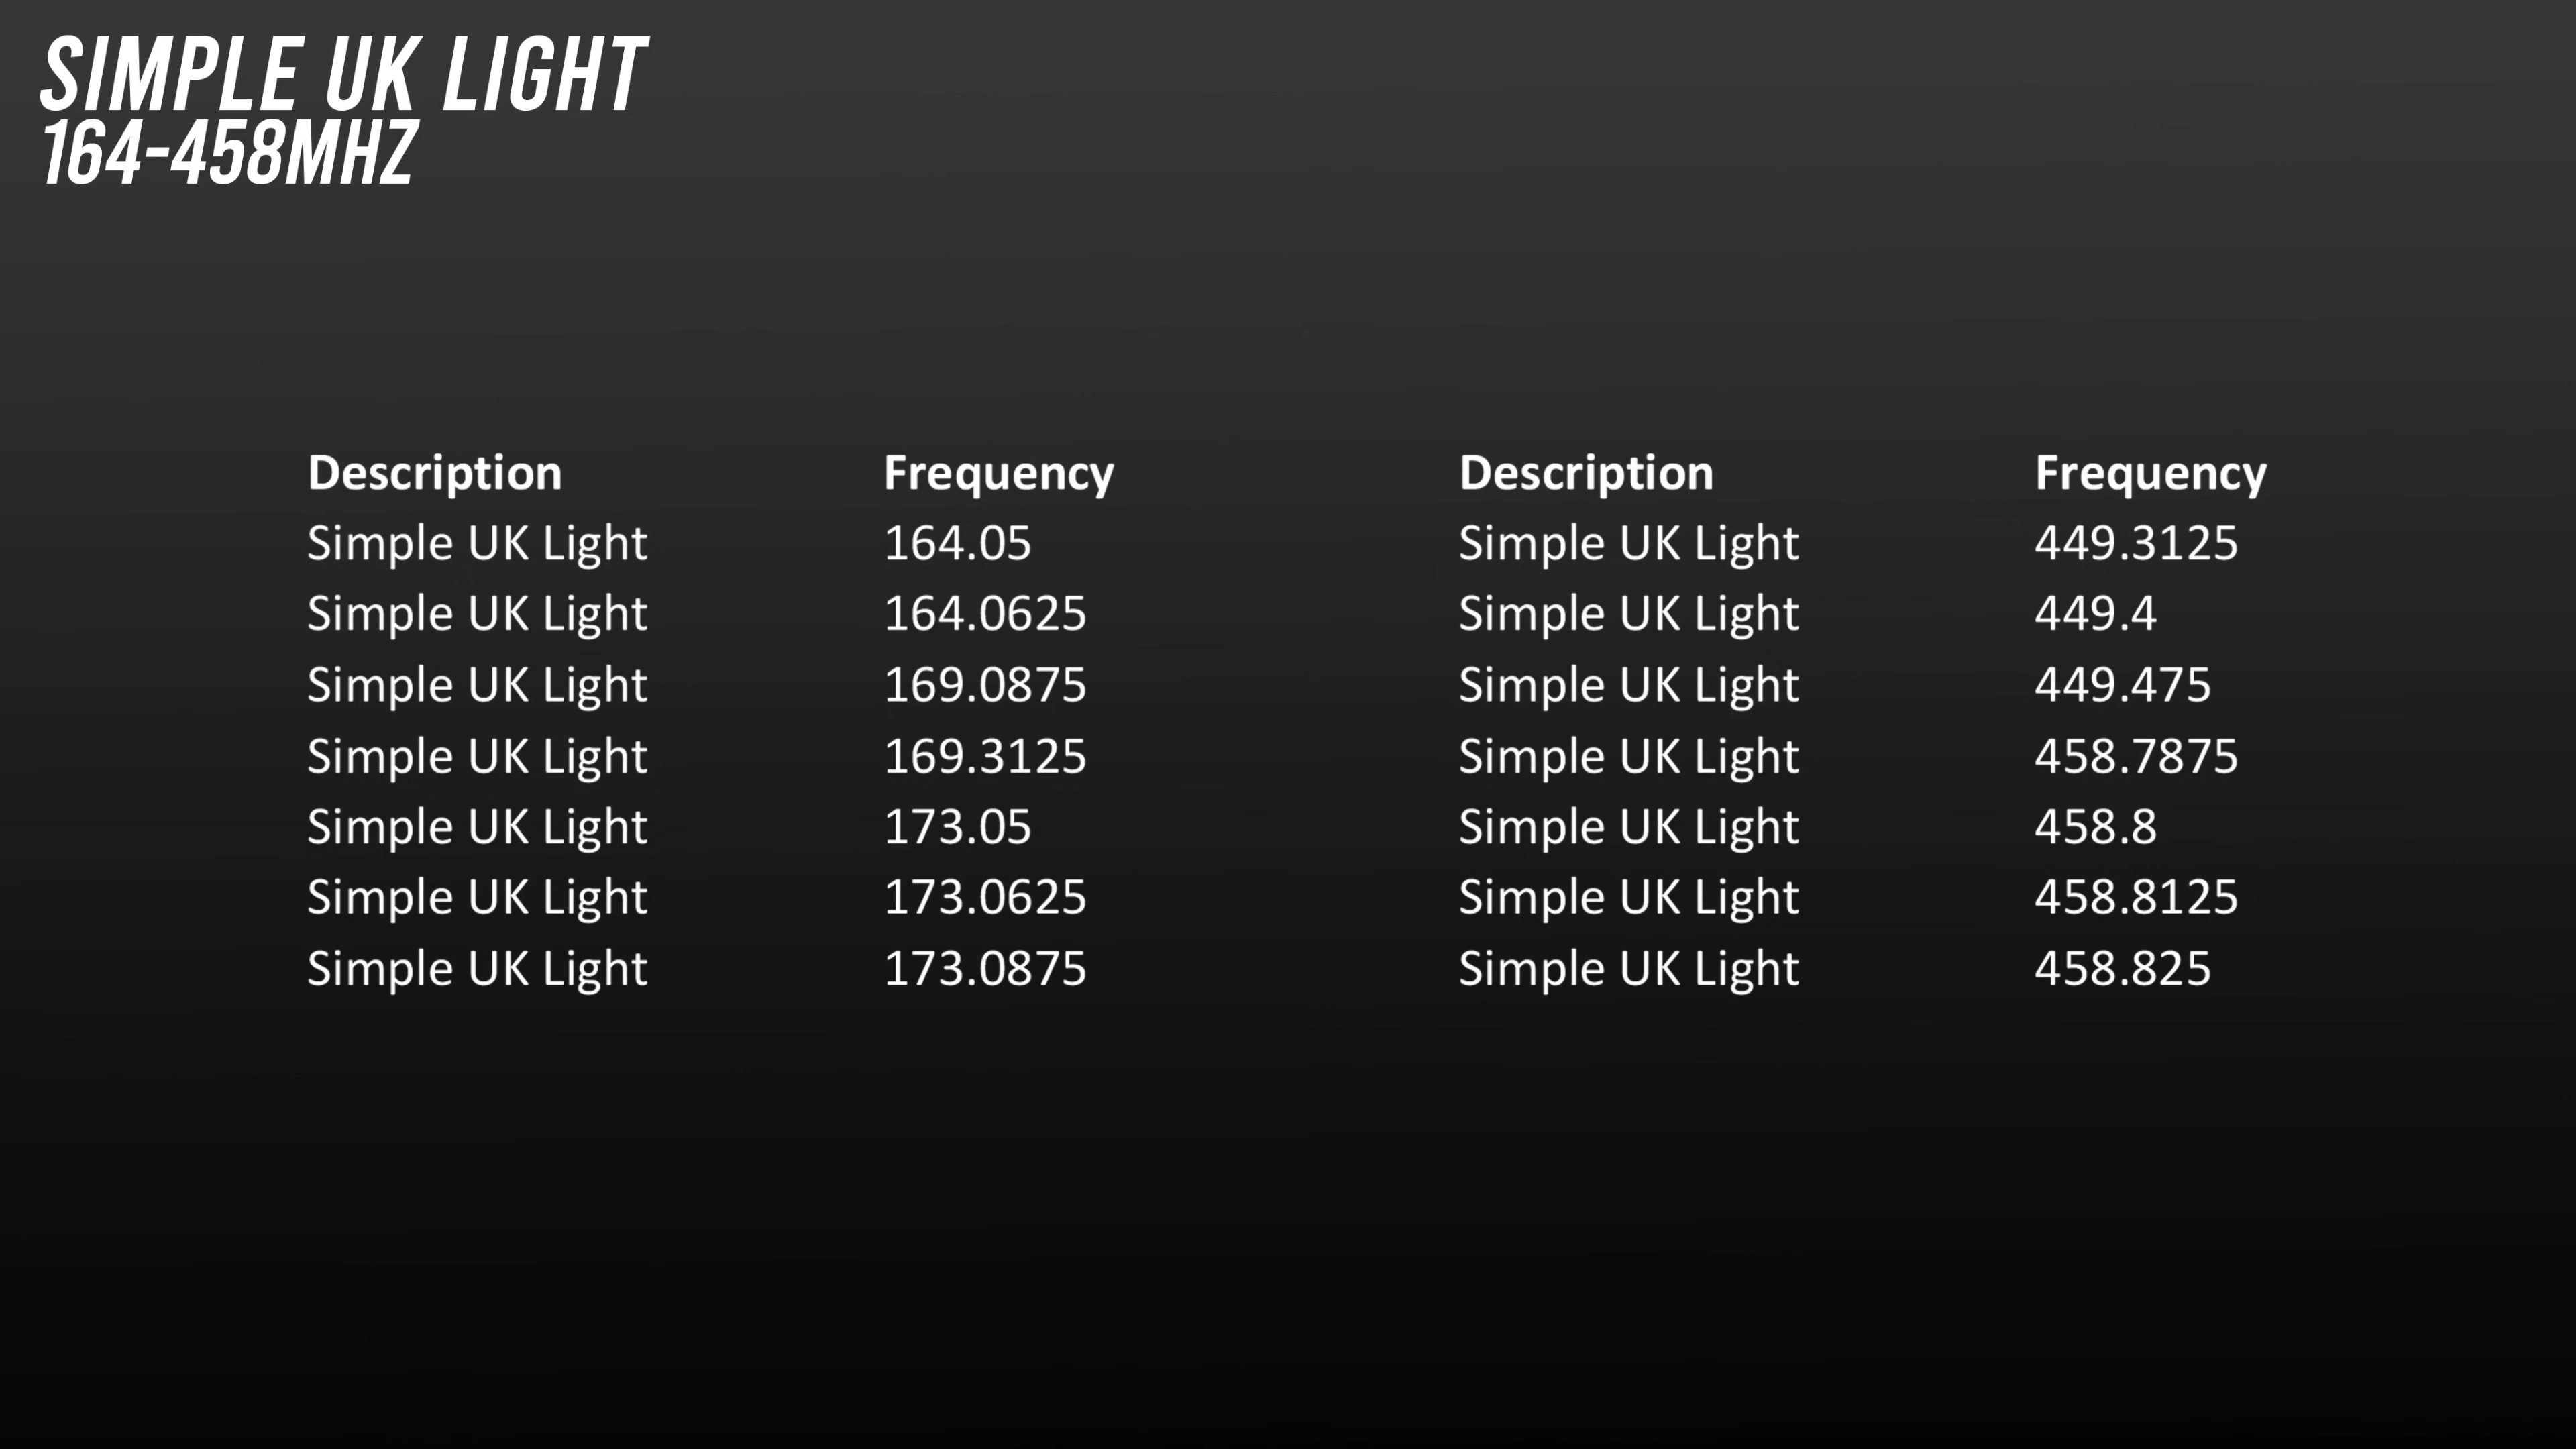 SIMPLE UK LIGHT
164-458MHZ
Description Frequency Description Frequency
Simple UK Light 164.05 Simple UK Light 449.3125
Simple UK Light 164.0625 Simple UK Light 449.4
Simple UK Light 169.0875 Simple UK Light 449.475
Simple UK Light 169.3125 Simple UK Light 458.7875
Simple UK Light 173.05 Simple UK Light 458.8
Simple UK Light 173.0625 Simple UK Light 458.8125
Simple UK Light 173.0875 Simple UK Light 458.825